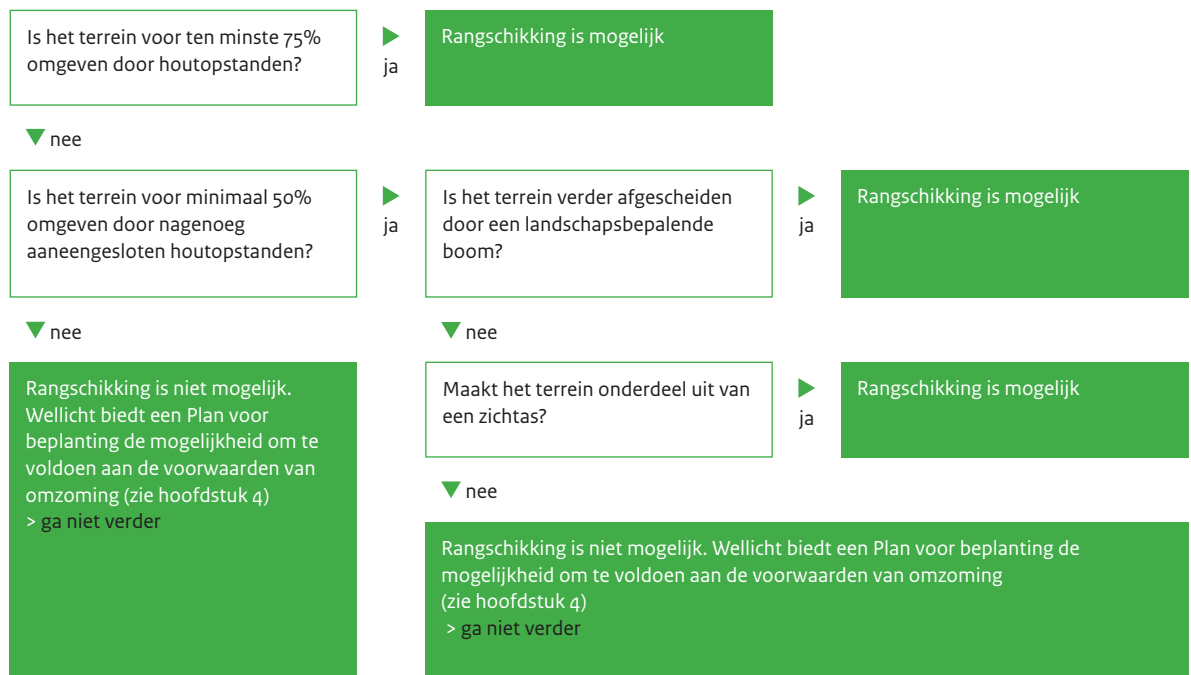 Is het terrein voor ten minste 75%
omgeven door houtopstanden?
ja
Rangschikking is mogelijk
nee
Is het terrein voor minimaal 50%
omgeven door nagenoeg
aaneengesloten houtopstanden?
ja
Is het terrein verder afgescheiden
door een landschapsbepalende
boom?
ja
Rangschikking is mogelijk
nee
nee
Rangschikking is niet mogelijk.
Wellicht biedt een Plan voor
beplanting de mogelijkheid om te
voldoen aan de voorwaarden van
omzoming (zie hoofdstuk 4)
> ga niet verder
Maakt het terrein onderdeel uit van
een zichtas?
ja
Rangschikking is mogelijk
nee
Rangschikking is niet mogelijk. Wellicht biedt een Plan voor beplanting de
mogelijkheid om te voldoen aan de voorwaarden van omzoming
(zie hoofdstuk 4)
> ga niet verder